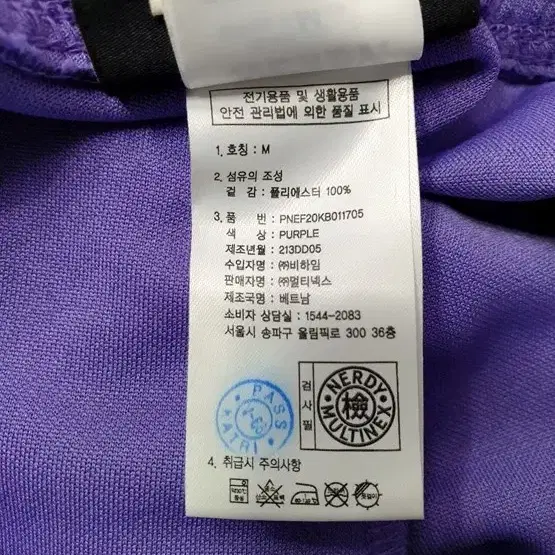 전기용품 및 생활용품
안전 관리법에 의한 품질 표시
1. 호칭 : M
2. 섬유의 조성
겉 감 : 폴리에스터 100%
3. 품 번 : PNEF20KB011705
색 상 : PURPLE
제조년월 : 213DD05
수입자명 : ㈜비하임
판매자명 : ㈜멀티넥스
제조국명 : 베트남
소비자 상담실 : 1544-2083
서울시 송파구 올림픽로 300 36층
PASS
HATRI
검사필
NERDY
檢
MULTINEX
4. 취급시 주의사항